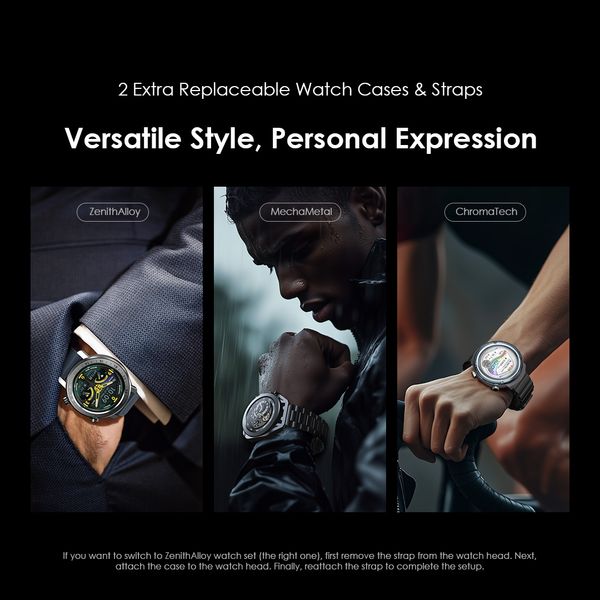 2 Extra Replaceable Watch Cases & Straps
Versatile Style, Personal Expression
ZenithAlloy
MechaMetal
ChromaTech
If you want to switch to ZenithAlloy watch set (the right one), first remove the strap from the watch head. Next,
attach the case to the watch head. Finally, reattach the strap to complete the setup.